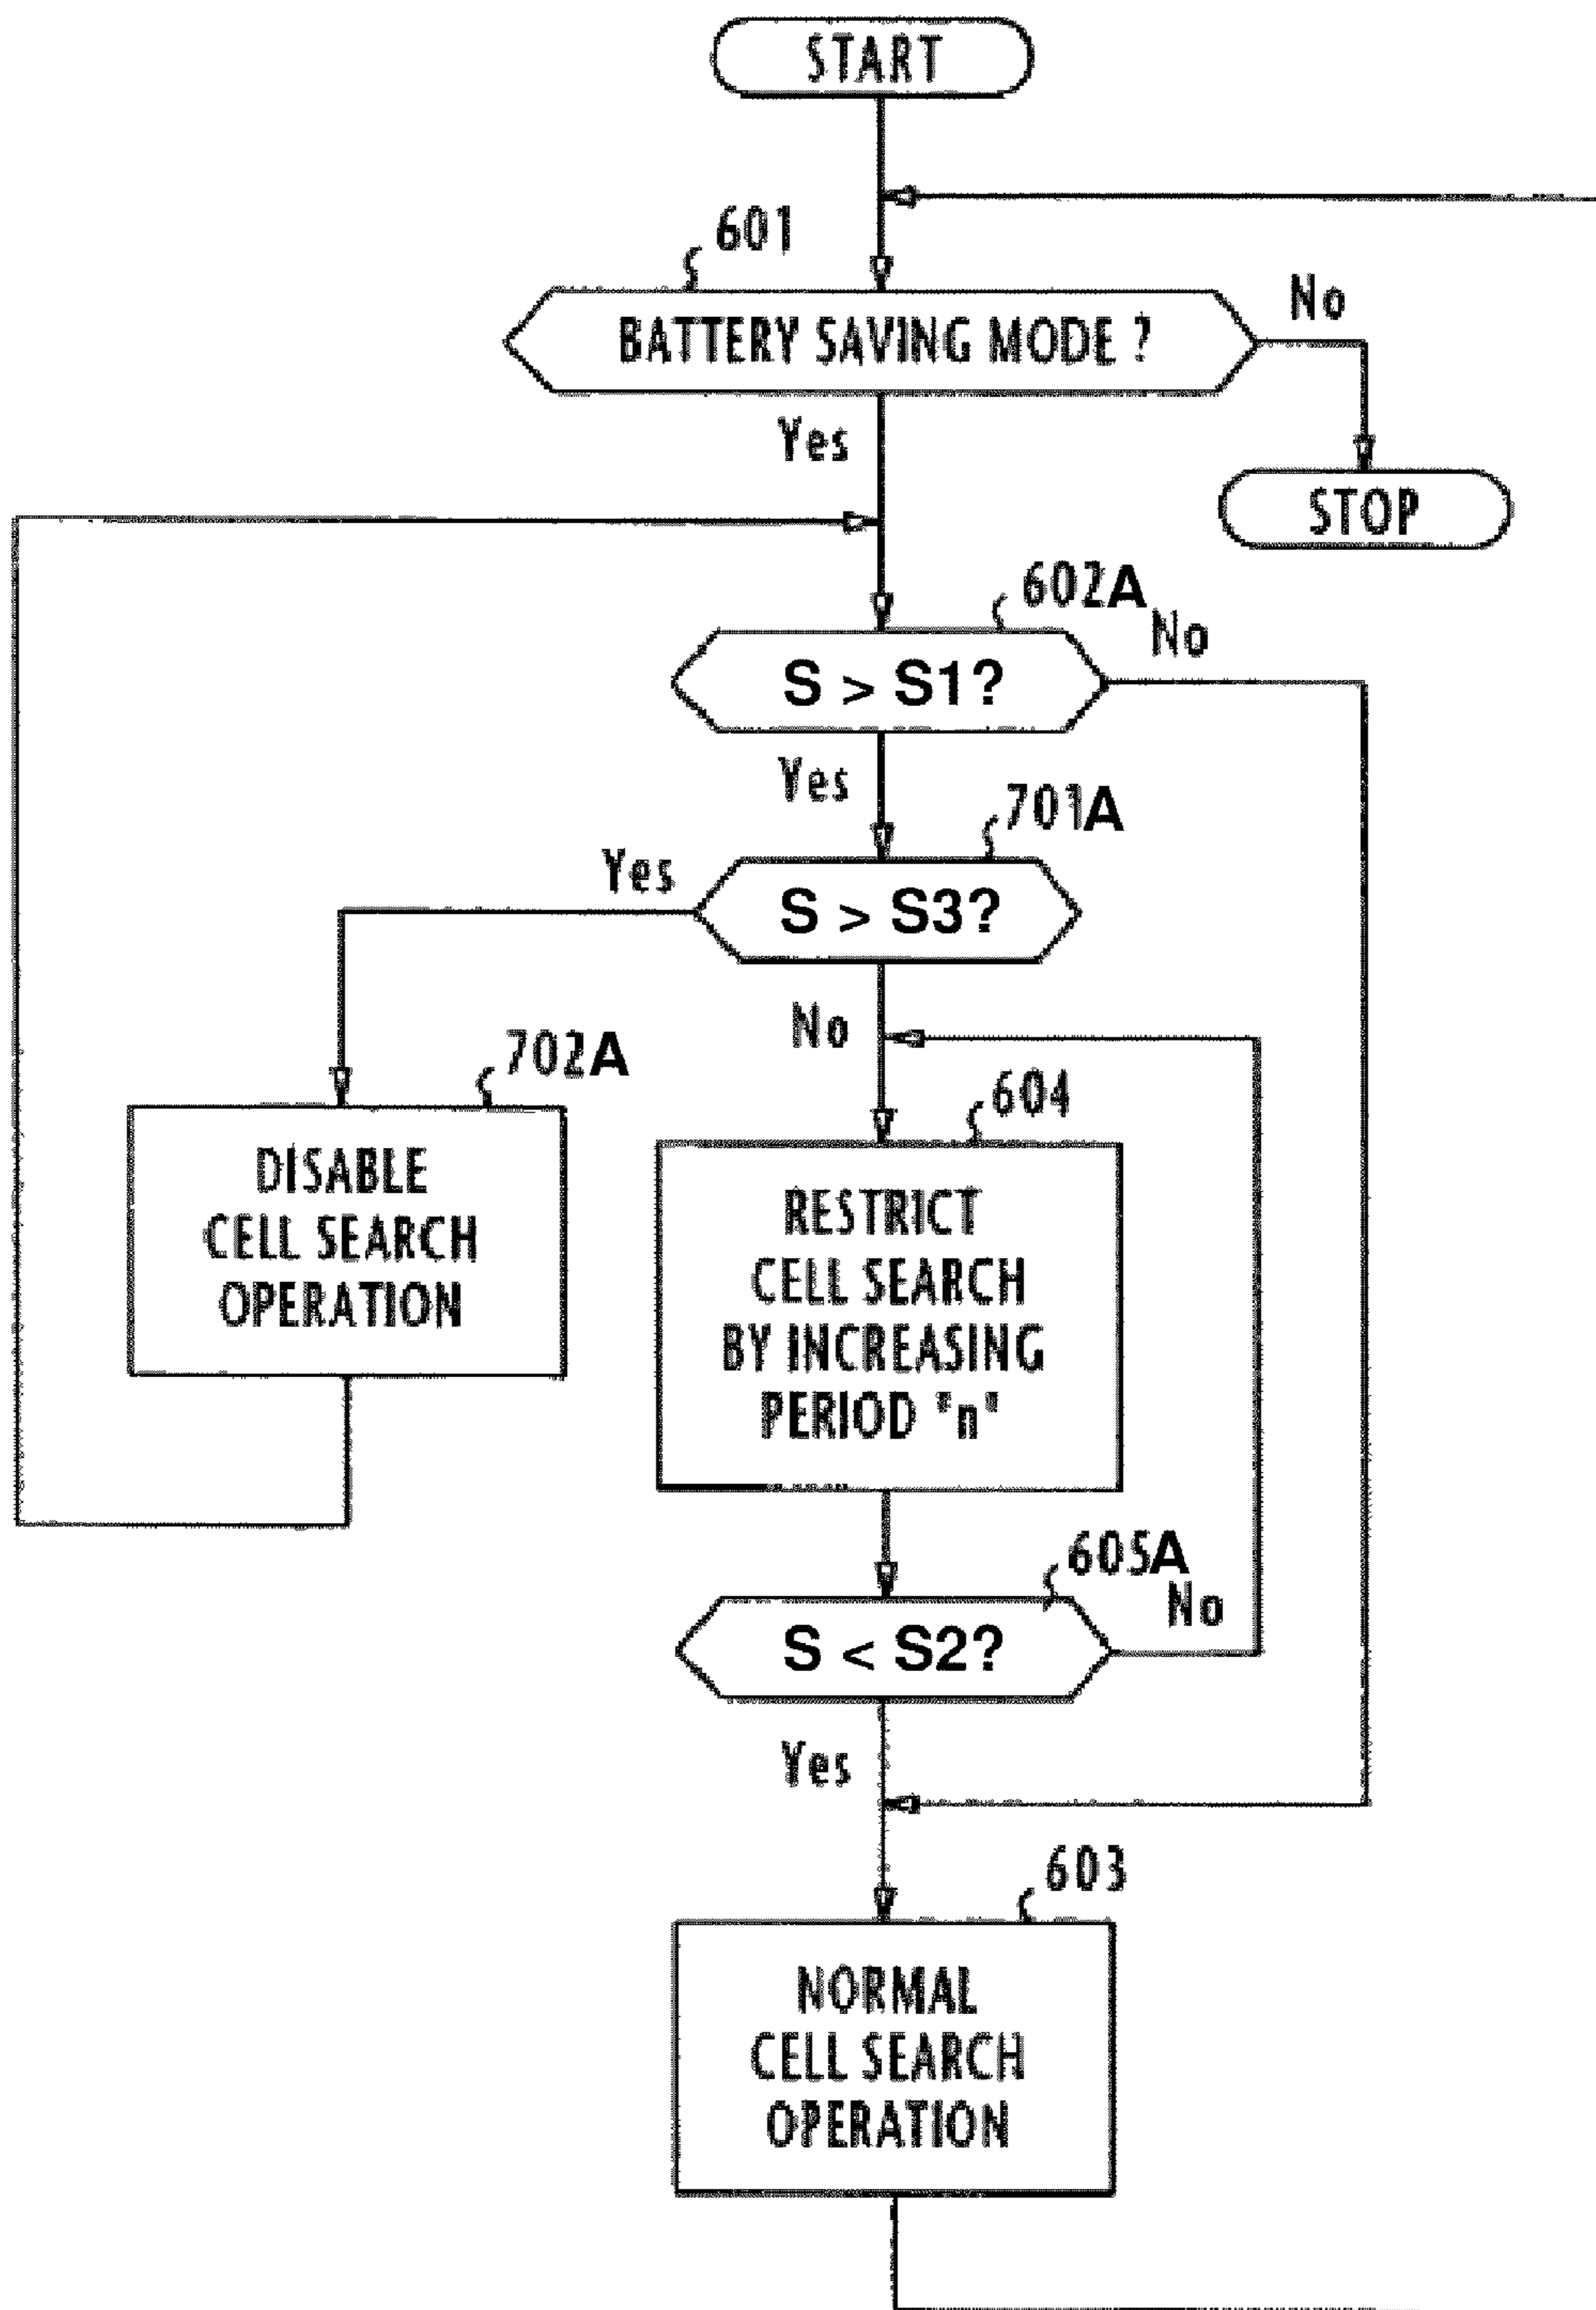 START
601
BATTERY SAVING MODE ?
No
Yes
STOP
602A
No
S > S1?
Yes
701A
Yes
S > S3?
No
702A
DISABLE
CELL SEARCH
OPERATION
604
RESTRICT
CELL SEARCH
BY INCREASING
PERIOD "n"
605A
No
S < S2?
Yes
603
NORMAL
CELL SEARCH
OPERATION